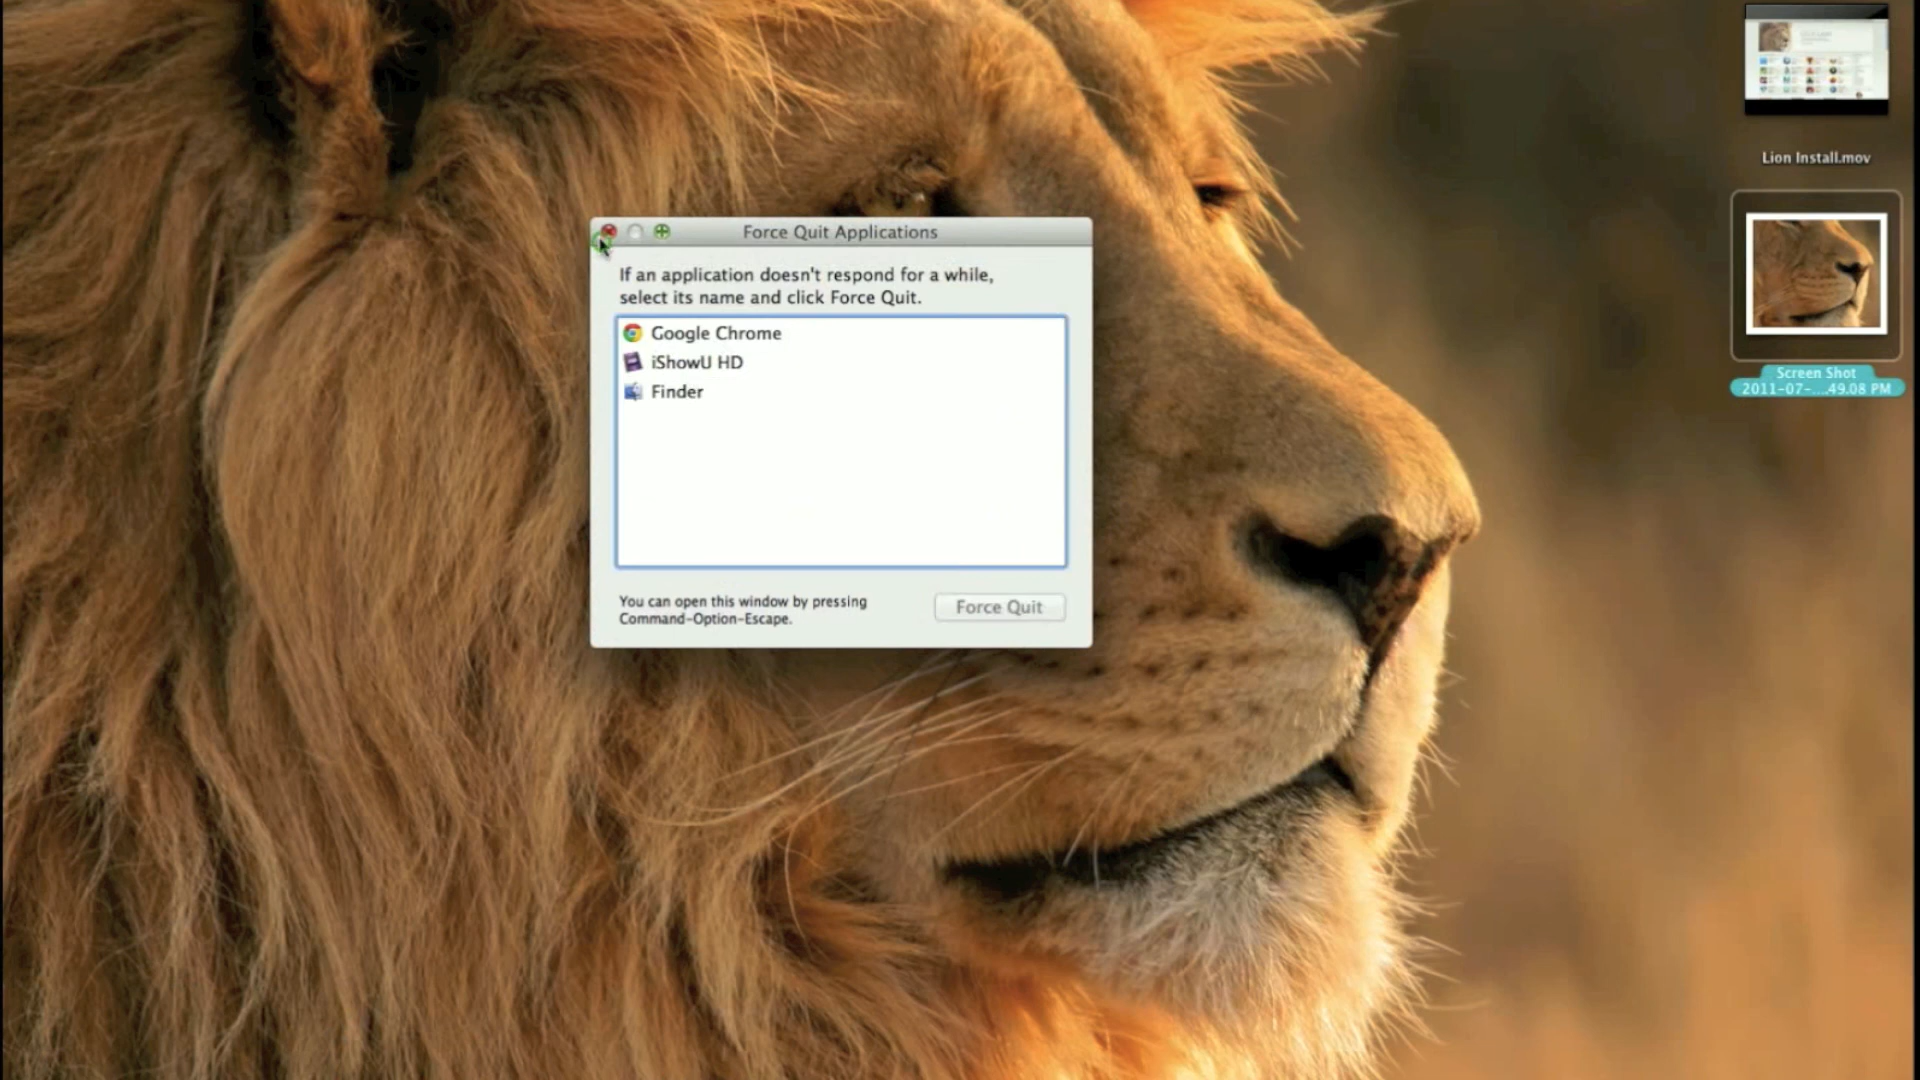 Force Quit Applications
If an application doesn't respond for a while,
select its name and click Force Quit.
Google Chrome
iShowU HD
Finder
You can open this window by pressing
Command-Option-Escape.
Force Quit
Lion Install.mov
Screen Shot
2011-07-...49.08 PM